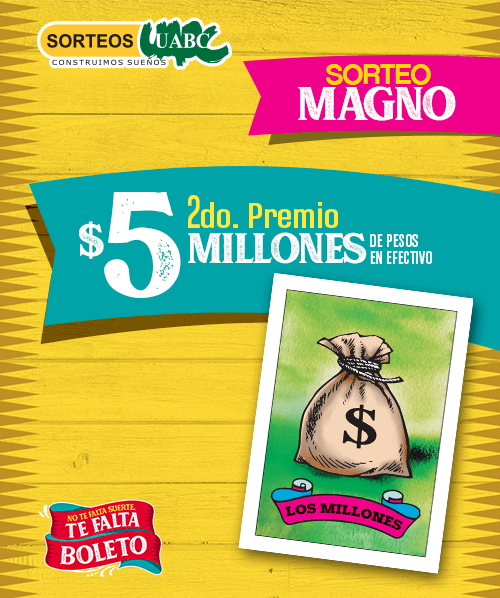 SORTEOS UABC
CONSTRUIMOS SUEÑOS
SORTEO
MAGNO
2do. Premio
$5 MILLONES DE PESOS
EN EFECTIVO
$
LOS MILLONES
NO TE FALTA SUERTE,
TE FALTA
BOLETO